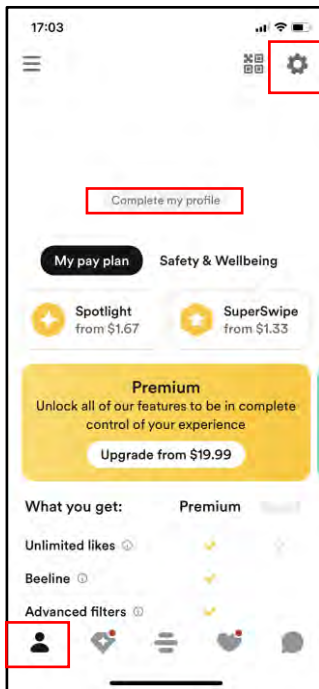 17:03
Complete my profile
My pay plan Safety & Wellbeing
Spotlight SuperSwipe
from $1.67 from $1.33
Premium
Unlock all of our features to be in complete
control of your experience
Upgrade from $19.99
What you get: Premium
Unlimited likes
Beeline
Advanced filters